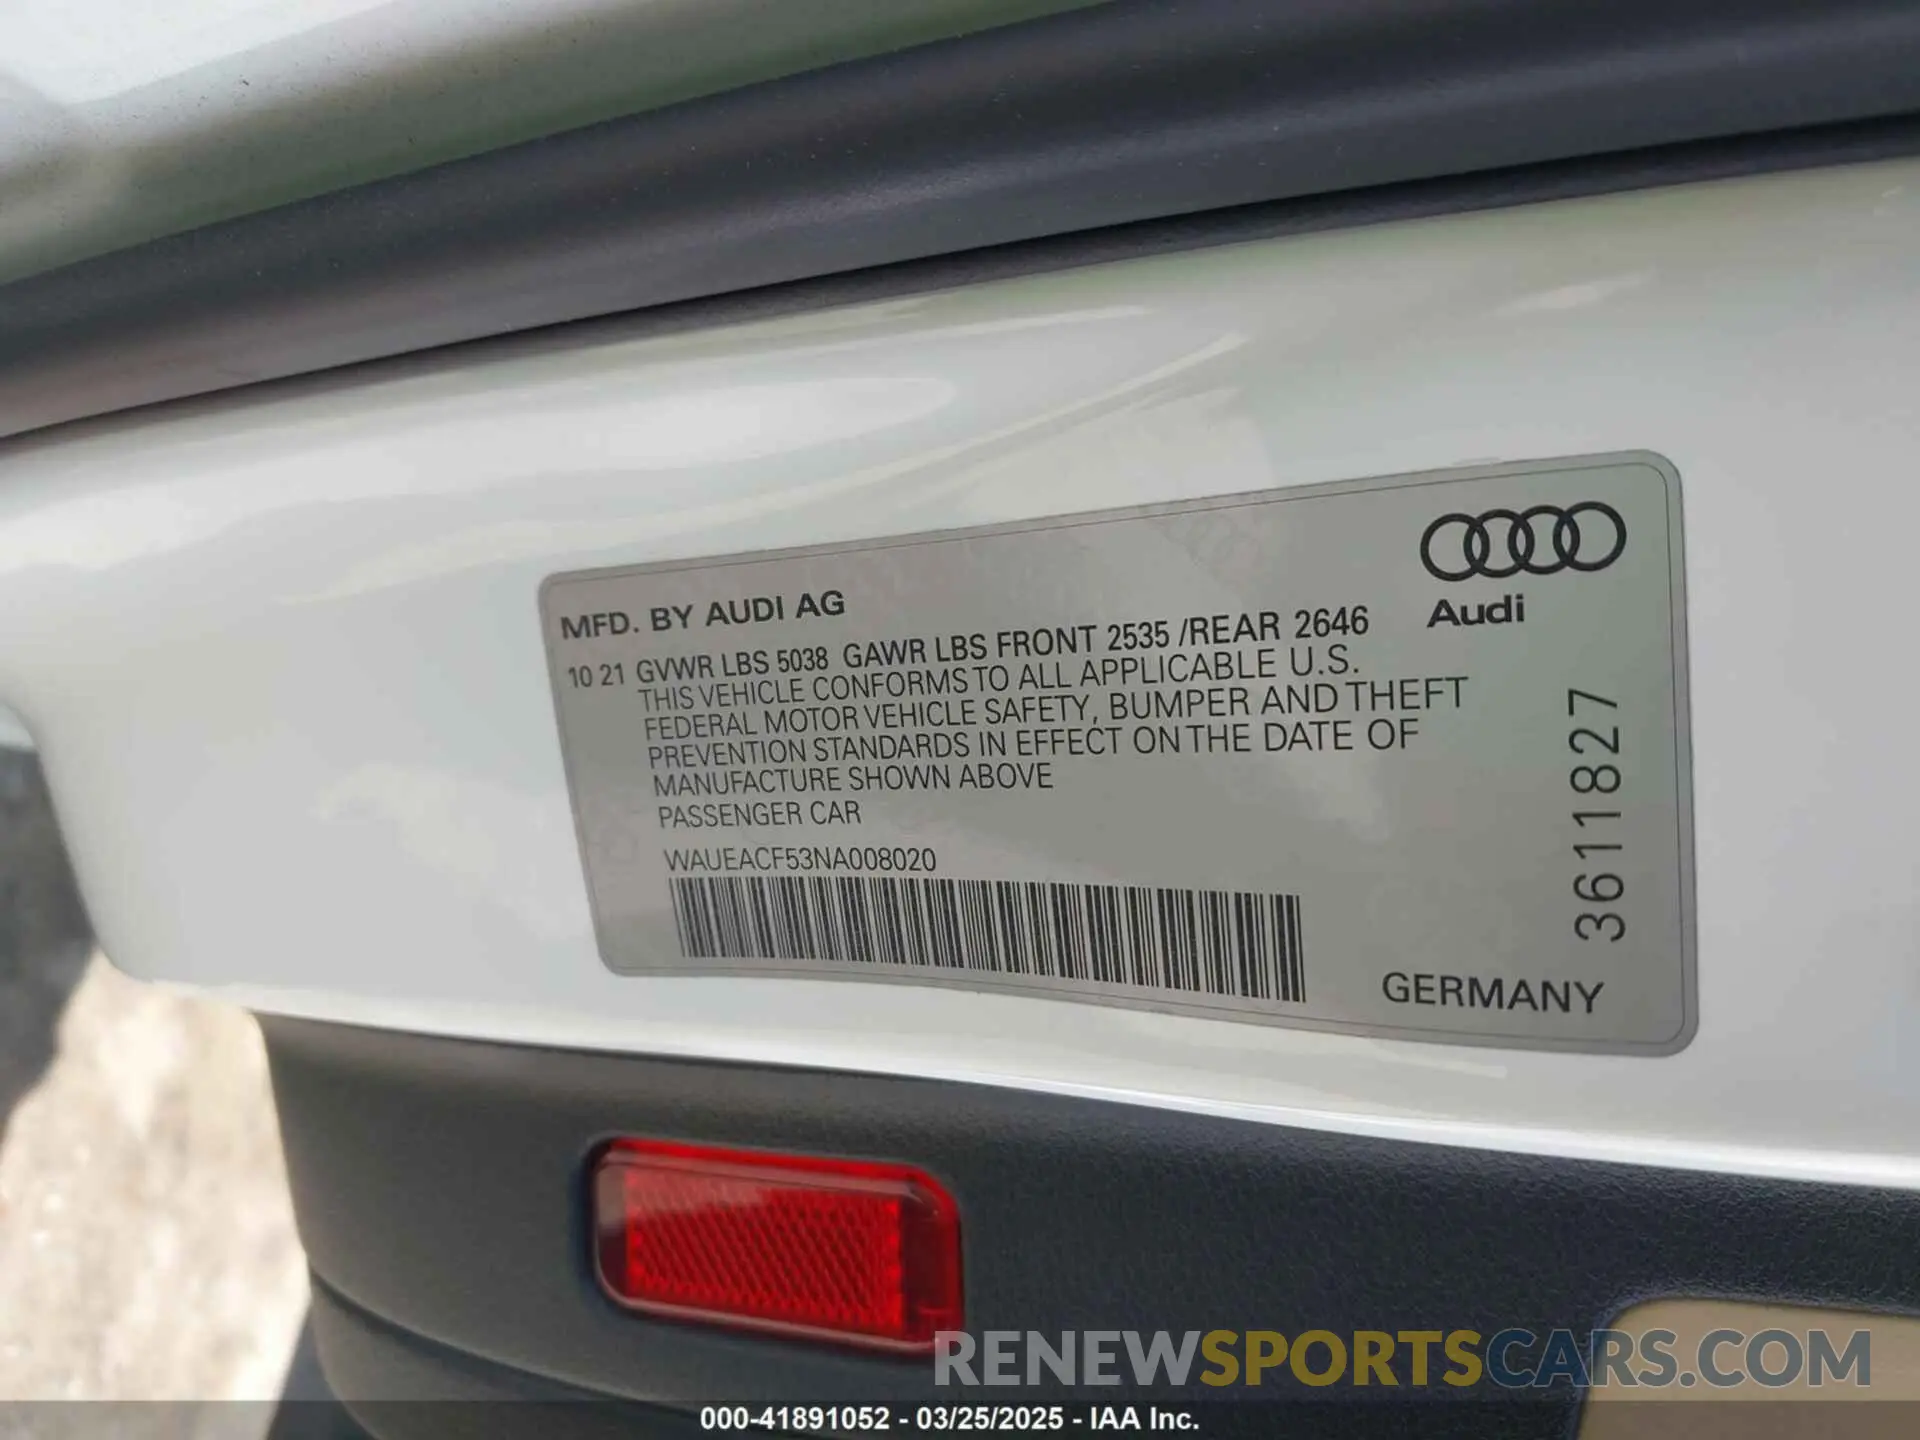 MFD. BY AUDI AG
Audi
10 21 GVWR LBS 5038 GAWR LBS FRONT 2535 /REAR 2646
THIS VEHICLE CONFORMS TO ALL APPLICABLE U.S.
FEDERAL MOTOR VEHICLE SAFETY, BUMPER AND THEFT
PREVENTION STANDARDS IN EFFECT ON THE DATE OF
MANUFACTURE SHOWN ABOVE
PASSENGER CAR
WAUEACF53NA008020
3611827
GERMANY
RENEWSPORTSCARS.COM
000-41891052 - 03/25/2025 - IAA Inc.